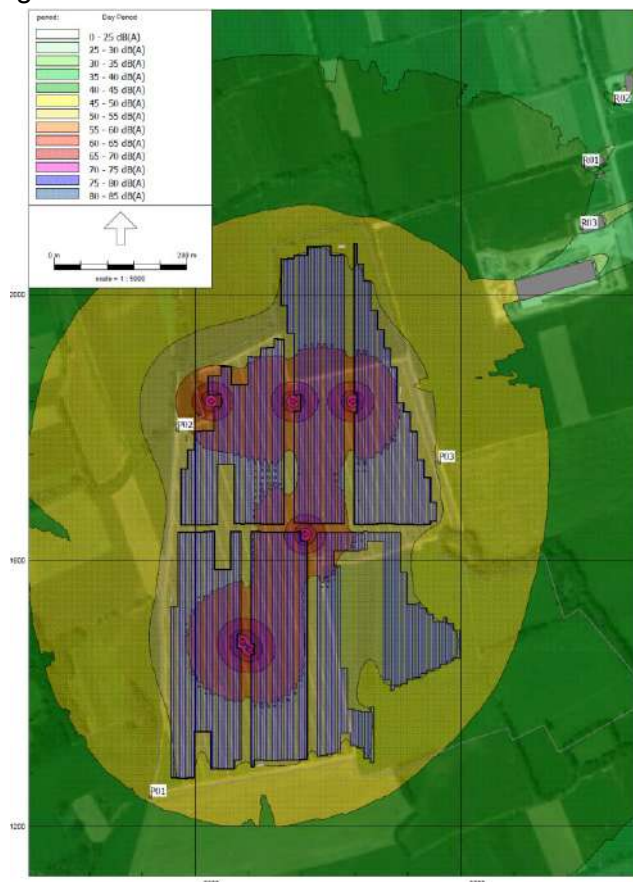 period: Day Period
0 - 25 dB(A)
25 - 30 dB(A)
30 - 35 dB(A)
35 - 40 dB(A)
40 - 45 dB(A)
45 - 50 dB(A)
50 - 55 dB(A)
55 - 60 dB(A)
60 - 65 dB(A)
65 - 70 dB(A)
70 - 75 dB(A)
75 - 80 dB(A)
80 - 85 dB(A)
0 m
scale = 1 : 5000
R02
R01
R03
2000
P02
P03
1600
P01
1200